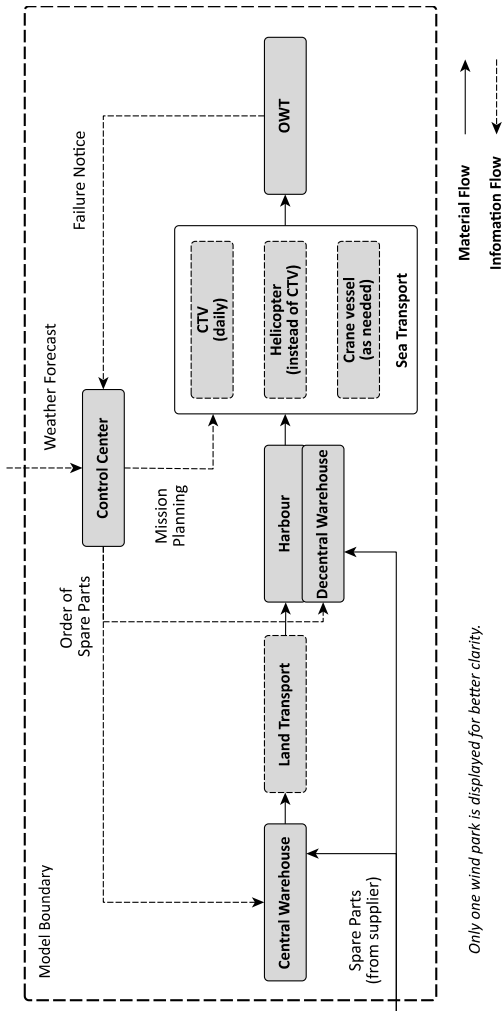 Model Boundary
Weather Forecast
Failure Notice
Order of
Spare Parts
Control Center
Mission
Planning
Central Warehouse
Land Transport
Harbour
Decentral Warehouse
CTV
(daily)
Helicopter
(instead of CTV)
Crane vessel
(as needed)
Sea Transport
OWT
Spare Parts
(from supplier)
Only one wind park is displayed for better clarity.
Material Flow
Infomation Flow